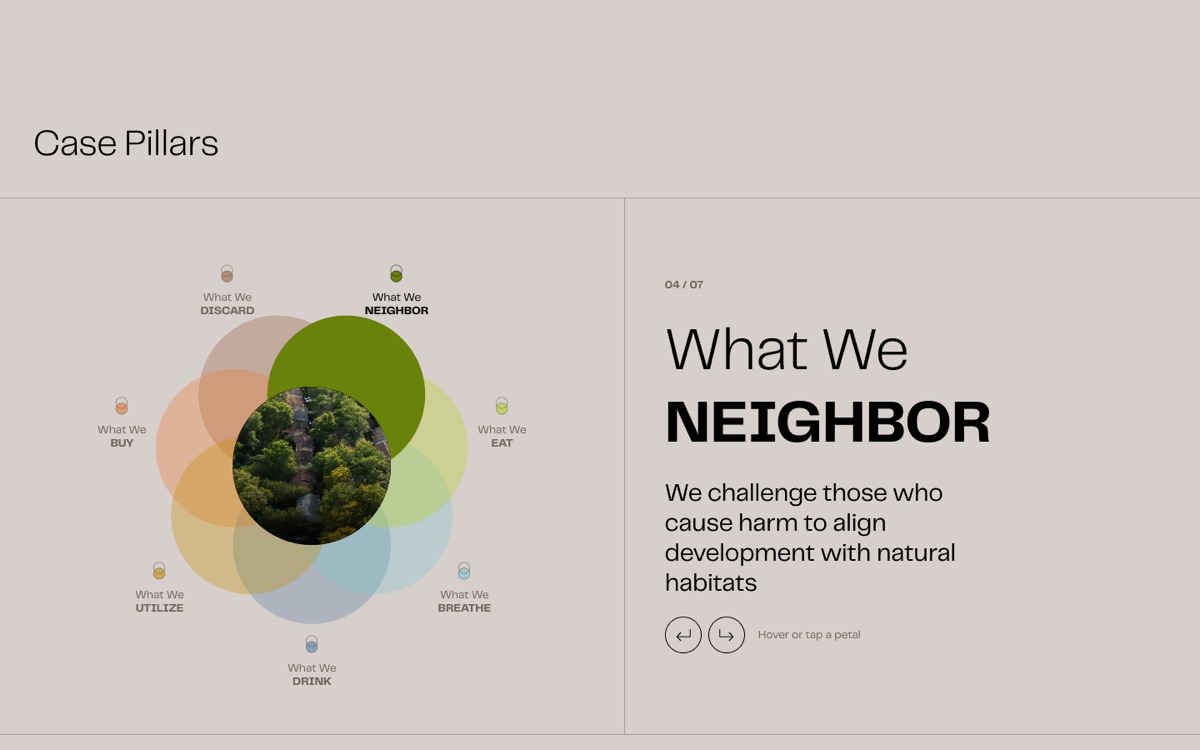 Case Pillars
What We
DISCARD
What We
NEIGHBOR
What We
BUY
What We
EAT
What We
UTILIZE
What We
BREATHE
What We
DRINK
04 / 07
What We
NEIGHBOR
We challenge those who
cause harm to align
development with natural
habitats
Hover or tap a petal